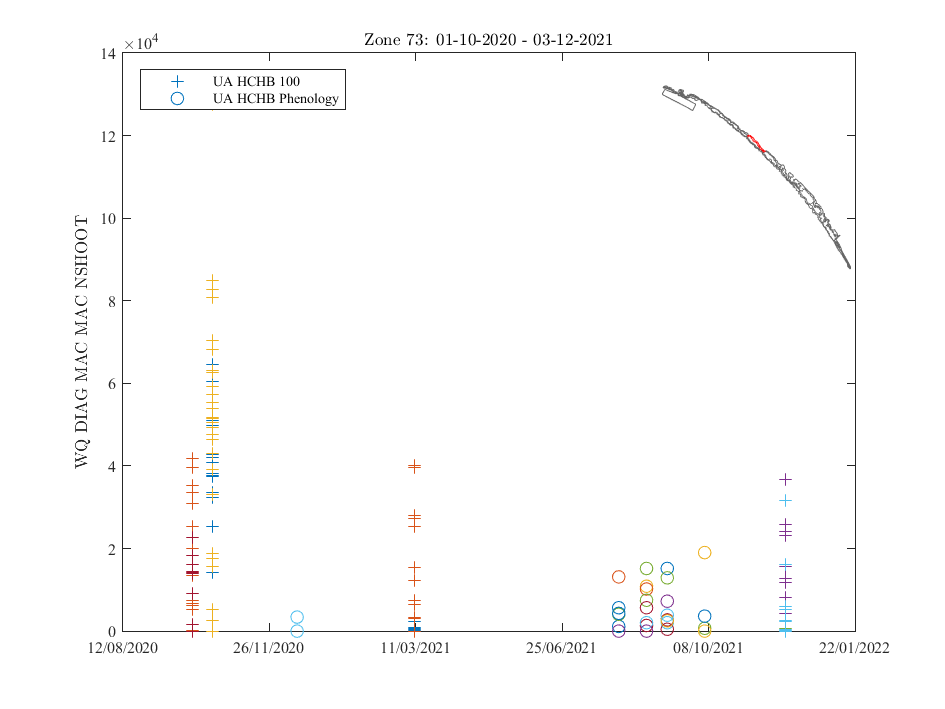 Zone 73: 01-10-2020 - 03-12-2021
×10⁴
UA HCHB 100
UA HCHB Phenology
WQ DIAG MAC MAC NSHOOT
14
12
10
8
6
4
2
0
12/08/2020 26/11/2020 11/03/2021 25/06/2021 08/10/2021 22/01/2022